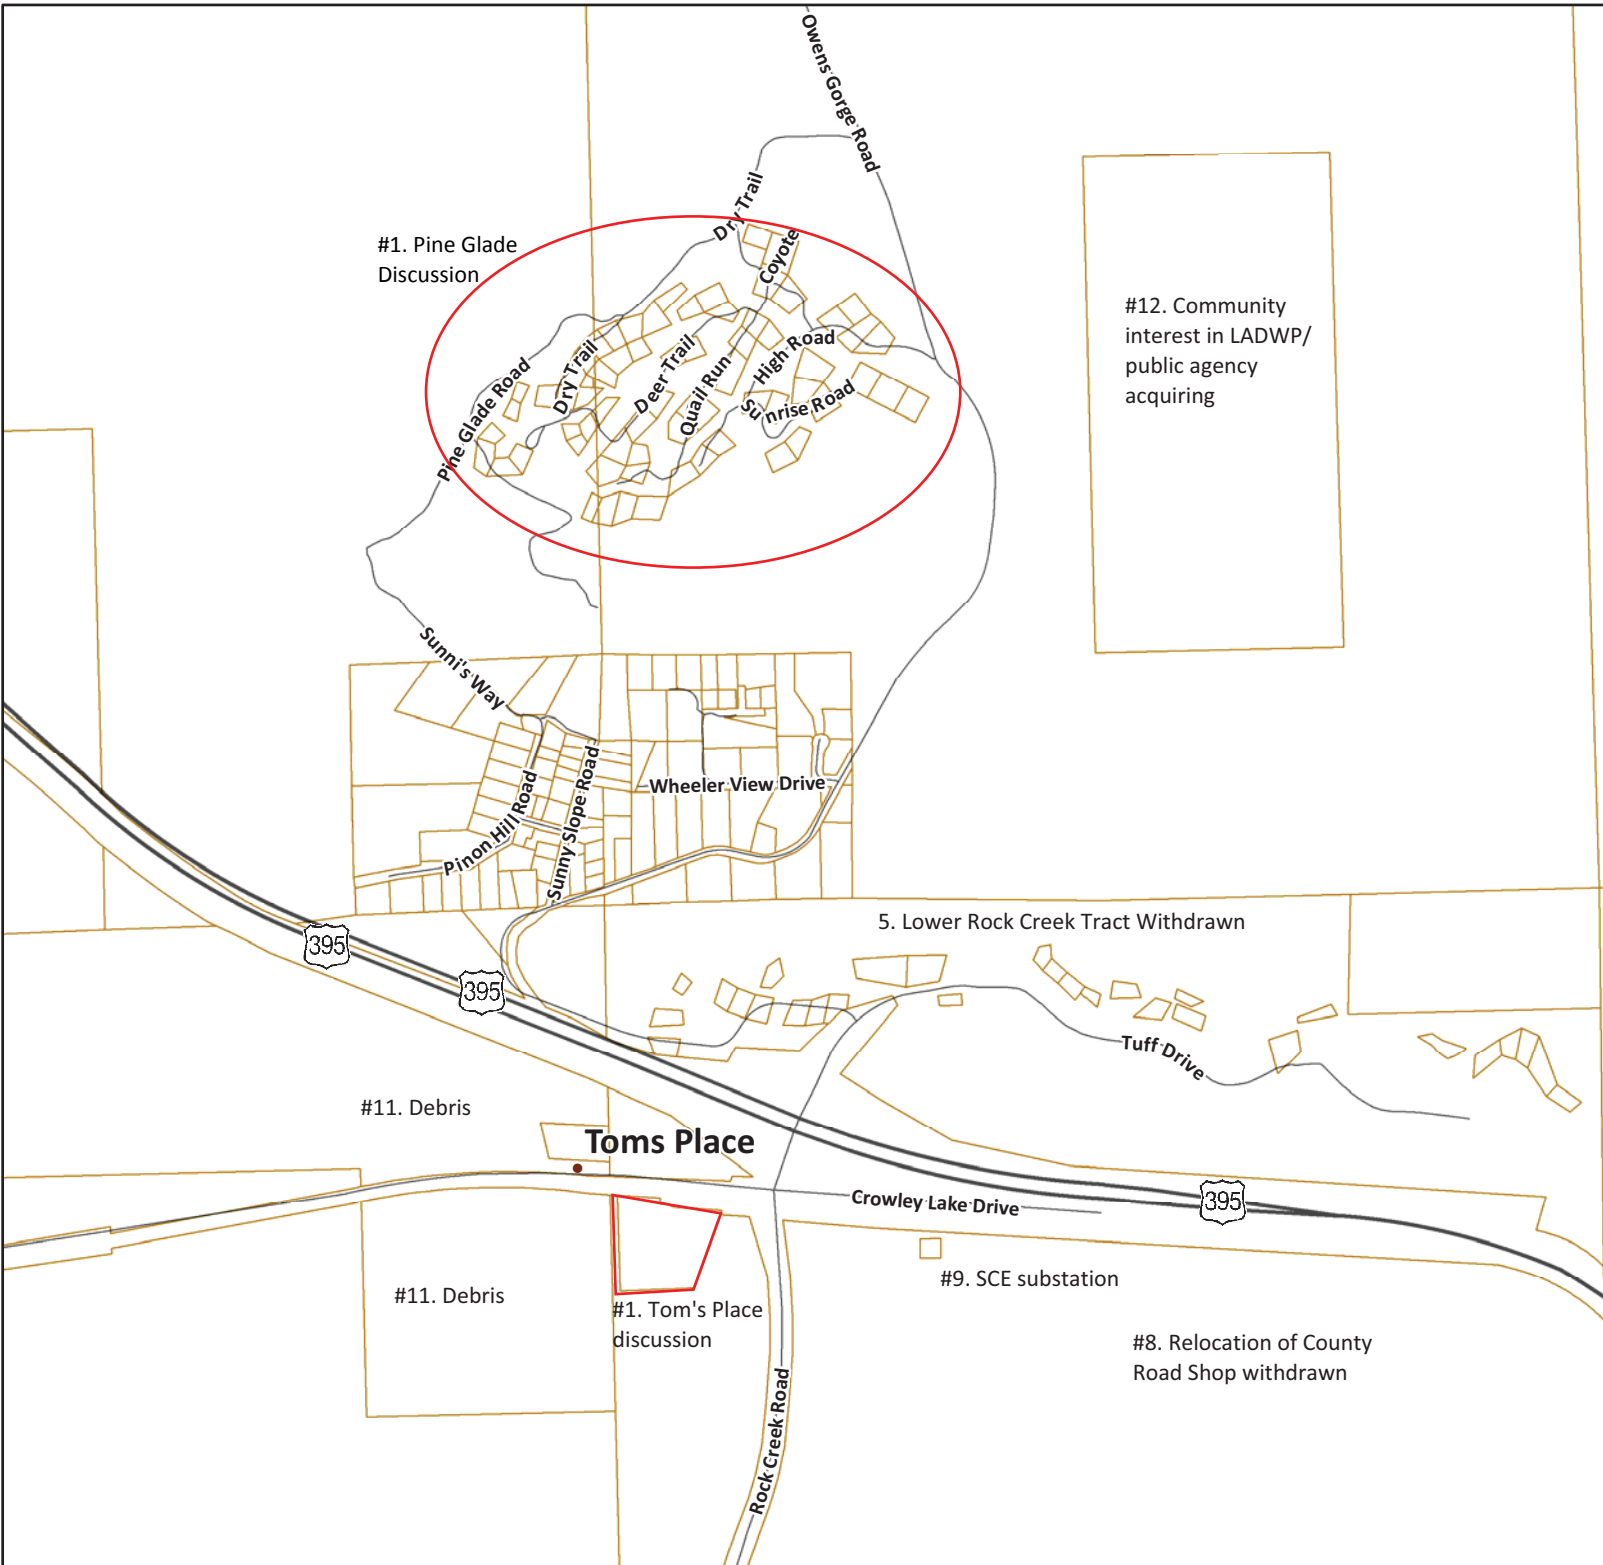 Owens Gorge Road
Dry Trail
#1. Pine Glade
Discussion
Coyote
#12. Community
interest in LADWP/
public agency
acquiring
High Road
Dry Trail
Deer Trail
Quail Run
Sunrise Road
Pine Glade Road
Sunni's Way
Wheeler View Drive
Pinon Hill Road
Sunny Slope Road
5. Lower Rock Creek Tract Withdrawn
395
395
Tuff Drive
#11. Debris
Toms Place
Crowley Lake Drive
395
#9. SCE substation
#11. Debris
#1. Tom's Place
discussion
#8. Relocation of County
Road Shop withdrawn
Rock Creek Road